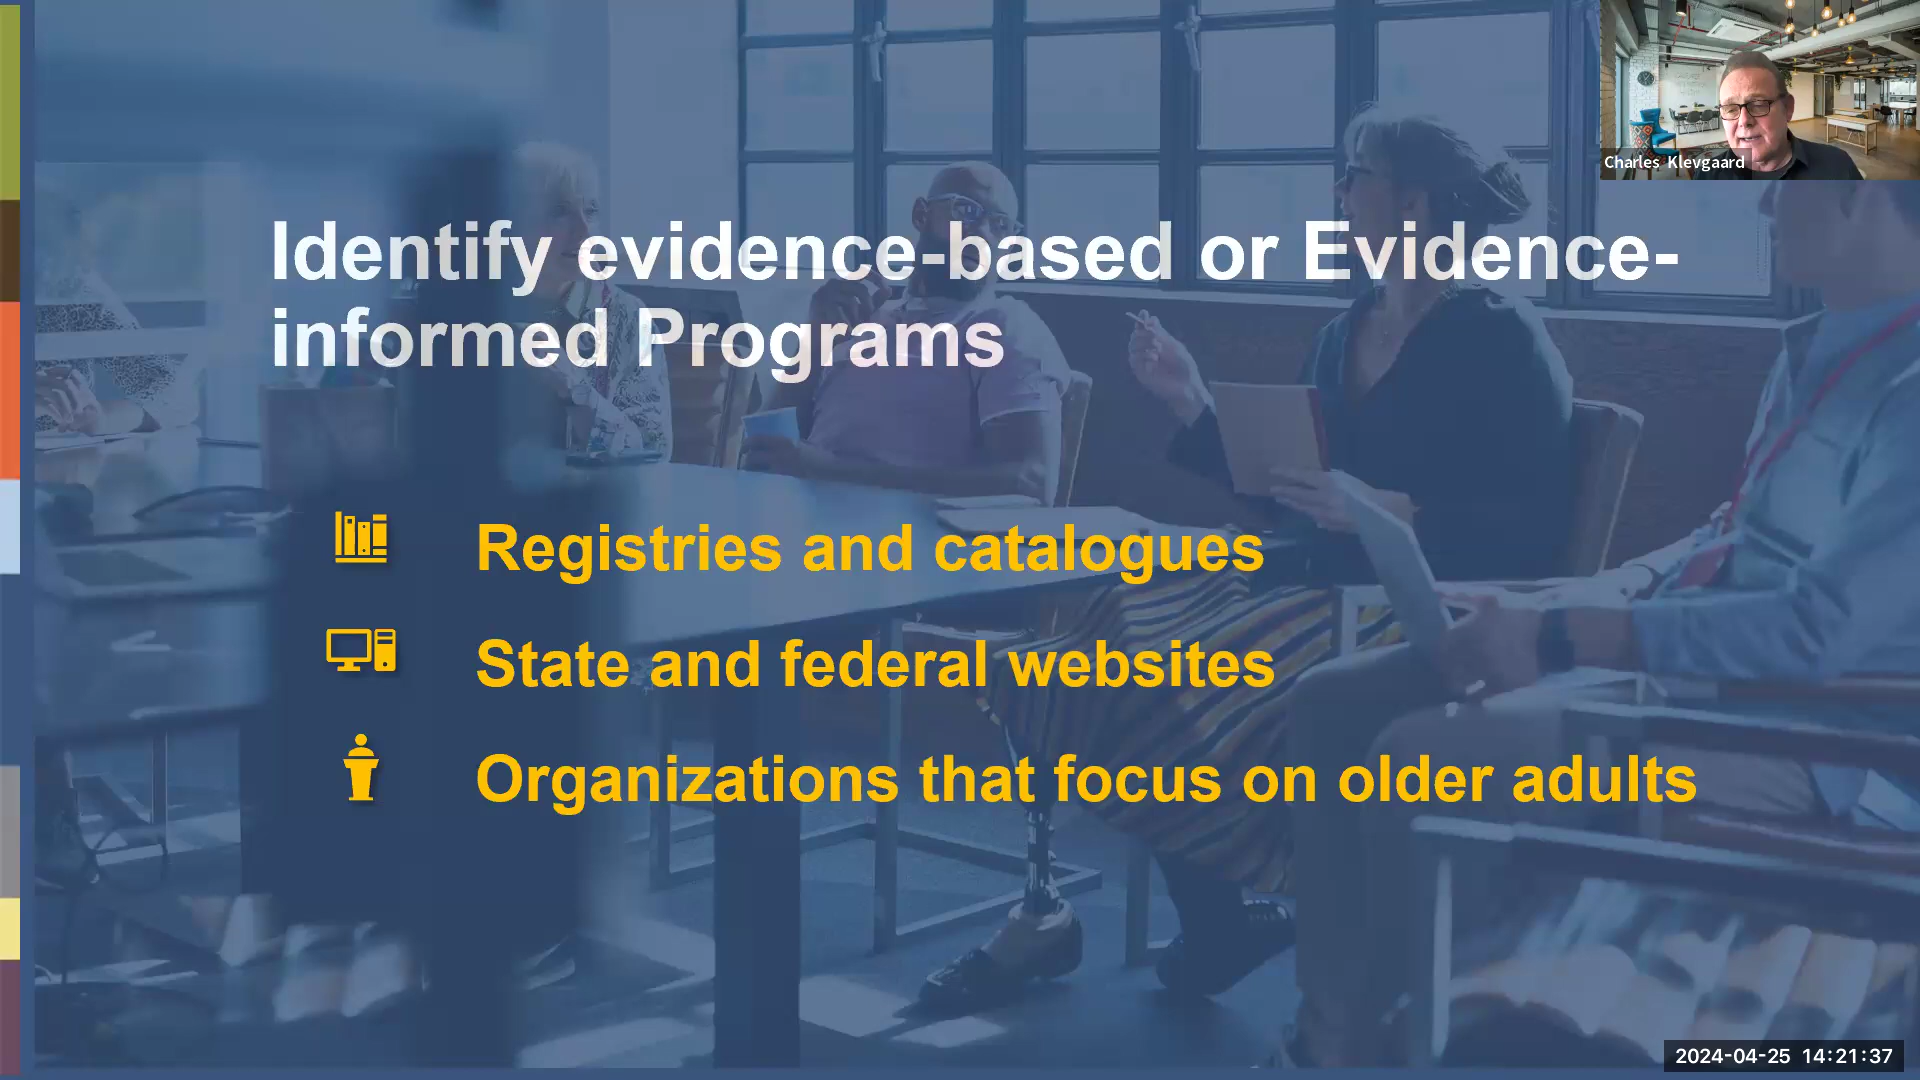 Charles Klevgaard
Identify evidence-based or Evidence-
informed Programs
Registries and catalogues
State and federal websites
Organizations that focus on older adults
2024-04-25 14:21:37